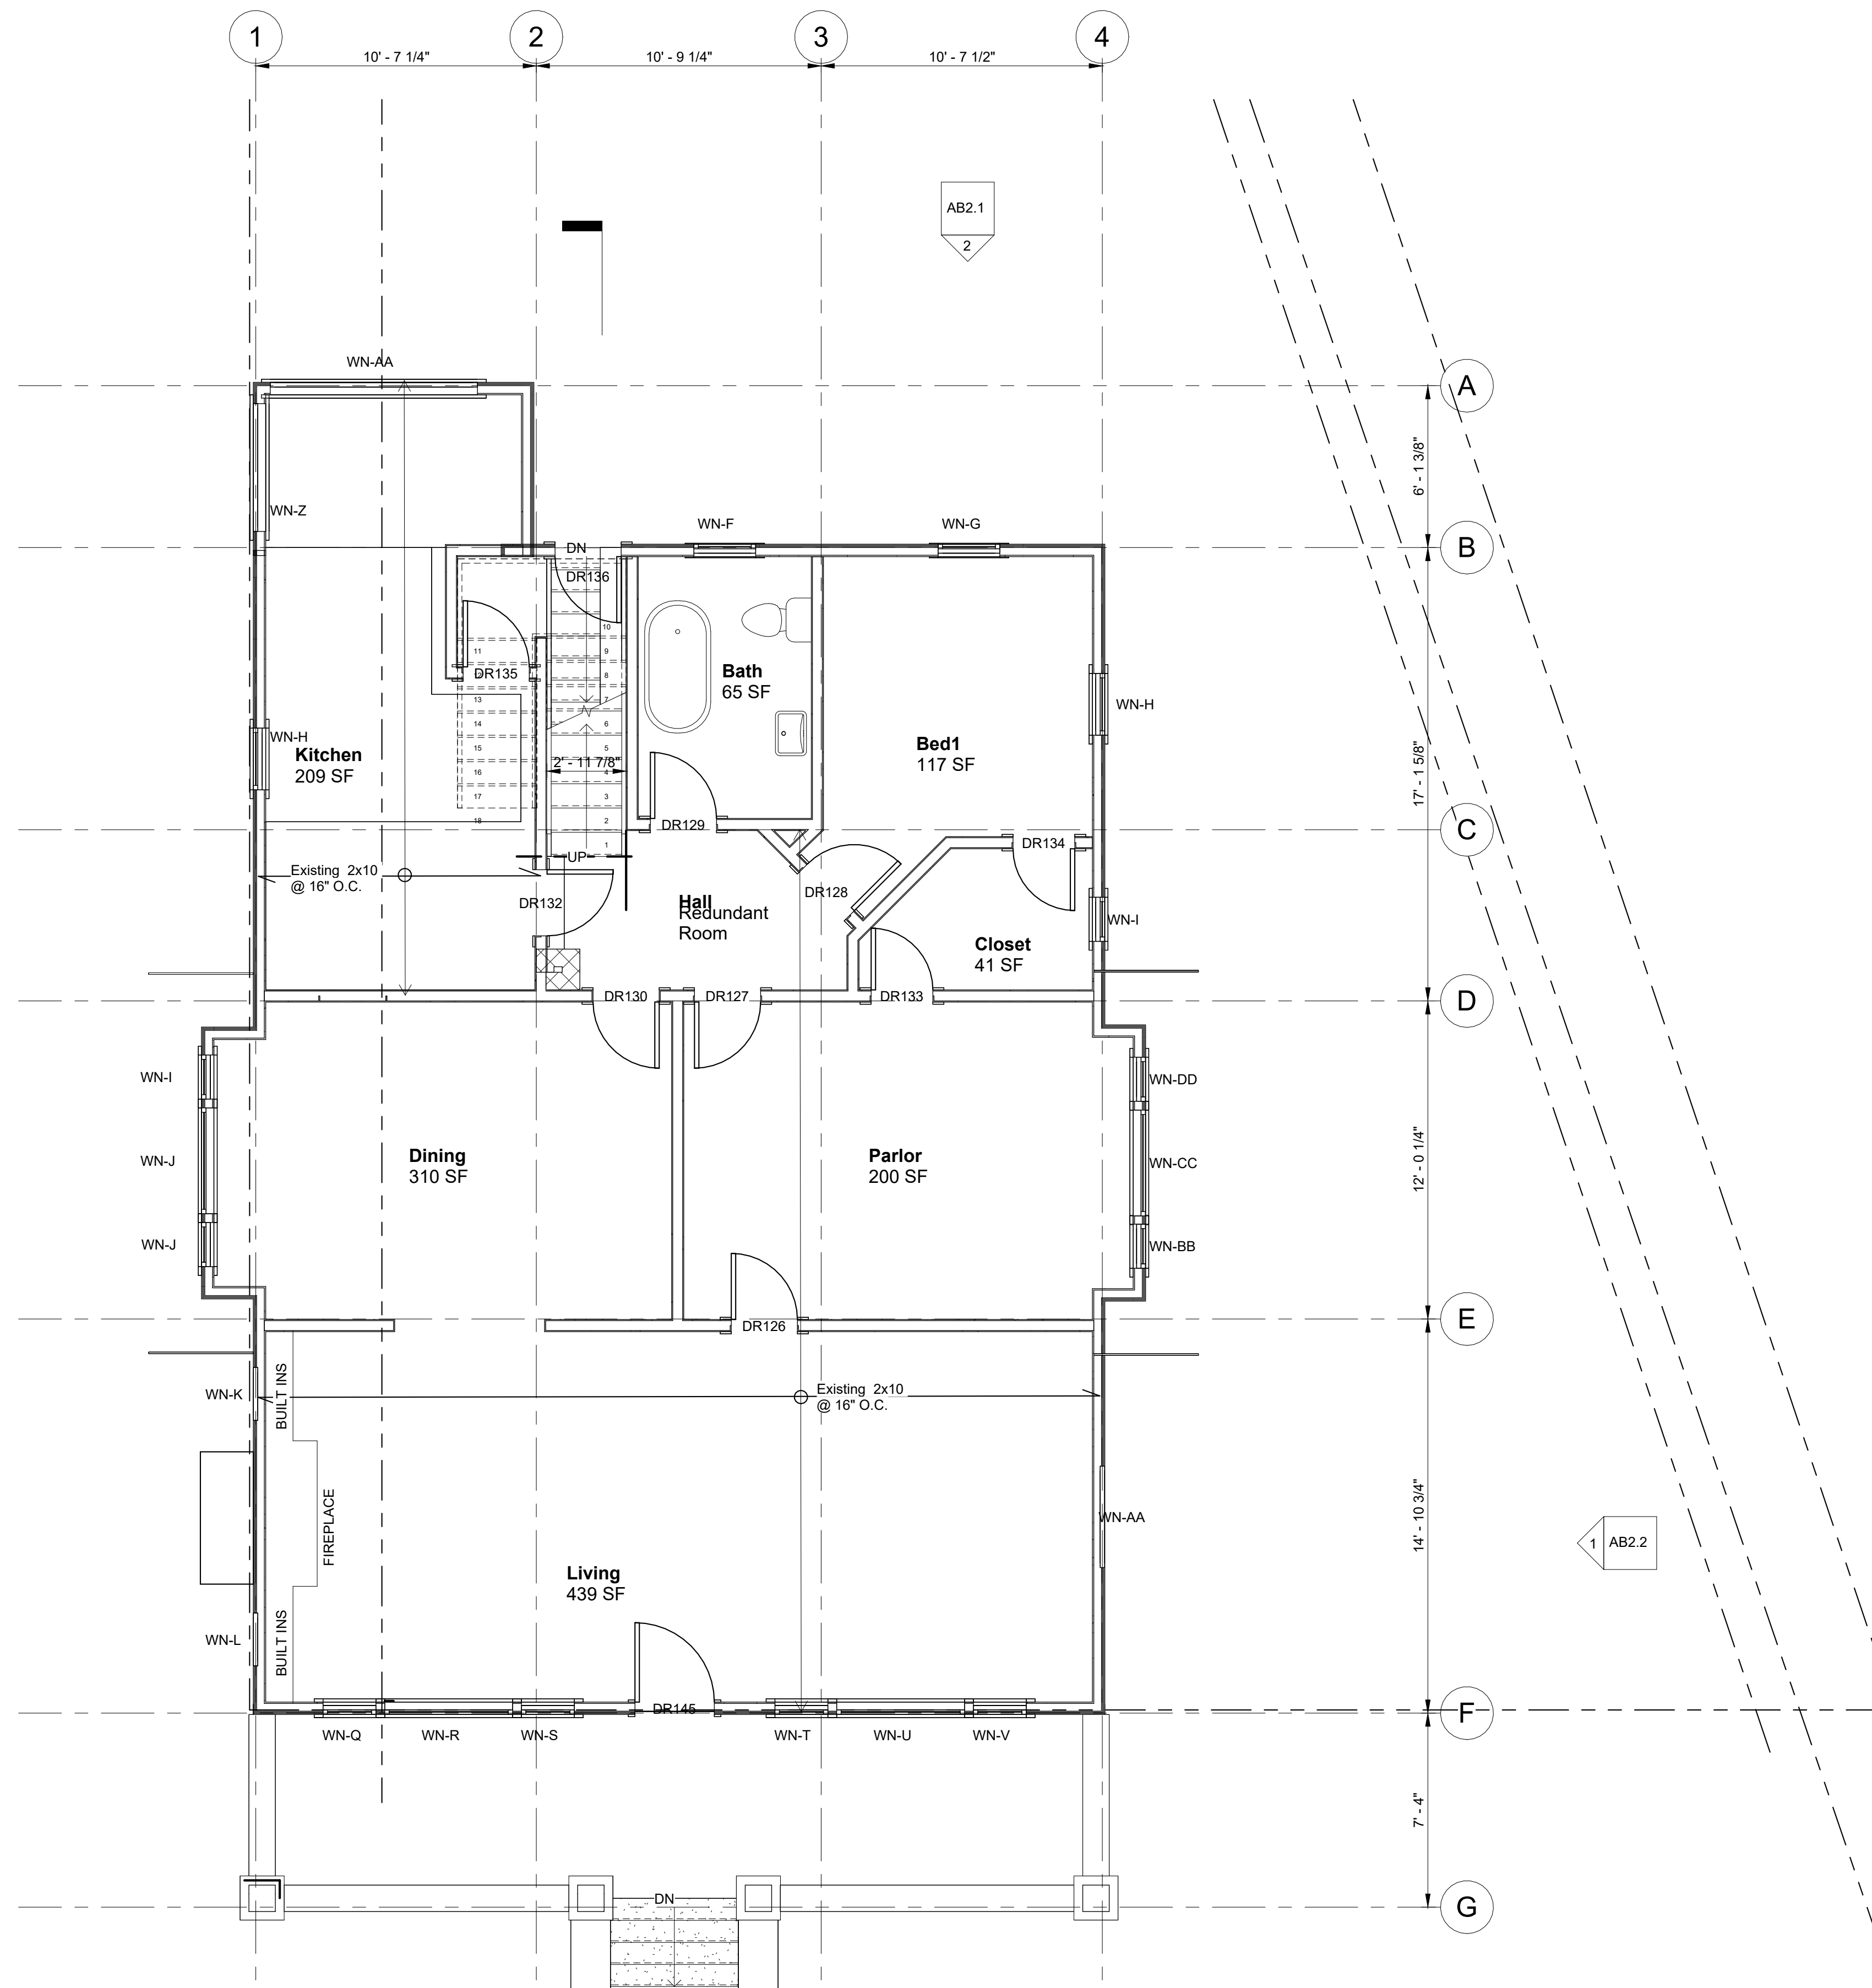 1
2
3
4
10' - 7 1/4"
10' - 9 1/4"
10' - 7 1/2"
AB2.1
2
WN-AA
A
6' - 1 3/8"
WN-Z
WN-F
WN-G
DN
B
DR136
10
11
9
DR135
8
Bath
65 SF
13
7
WN-H
14
6
WN-H
Kitchen
209 SF
15
5
Bed1
117 SF
2' - 11 7/8"
16
4
17
3
17' - 1 5/8"
18
2
DR129
C
1
DR134
UP
Existing 2x10
@ 16" O.C.
DR128
DR132
Hall
Redundant
Room
WN-I
Closet
41 SF
DR130
DR127
DR133
D
WN-I
WN-DD
Dining
310 SF
Parlor
200 SF
12' - 0 1/4"
WN-J
WN-CC
WN-J
WN-BB
E
DR126
WN-K
BUILT INS
Existing 2x10
@ 16" O.C.
FIREPLACE
14' - 10 3/4"
WN-AA
1
AB2.2
Living
439 SF
WN-L
BUILT INS
DR145
F
WN-Q
WN-R
WN-S
WN-T
WN-U
WN-V
7' - 4"
DN
G